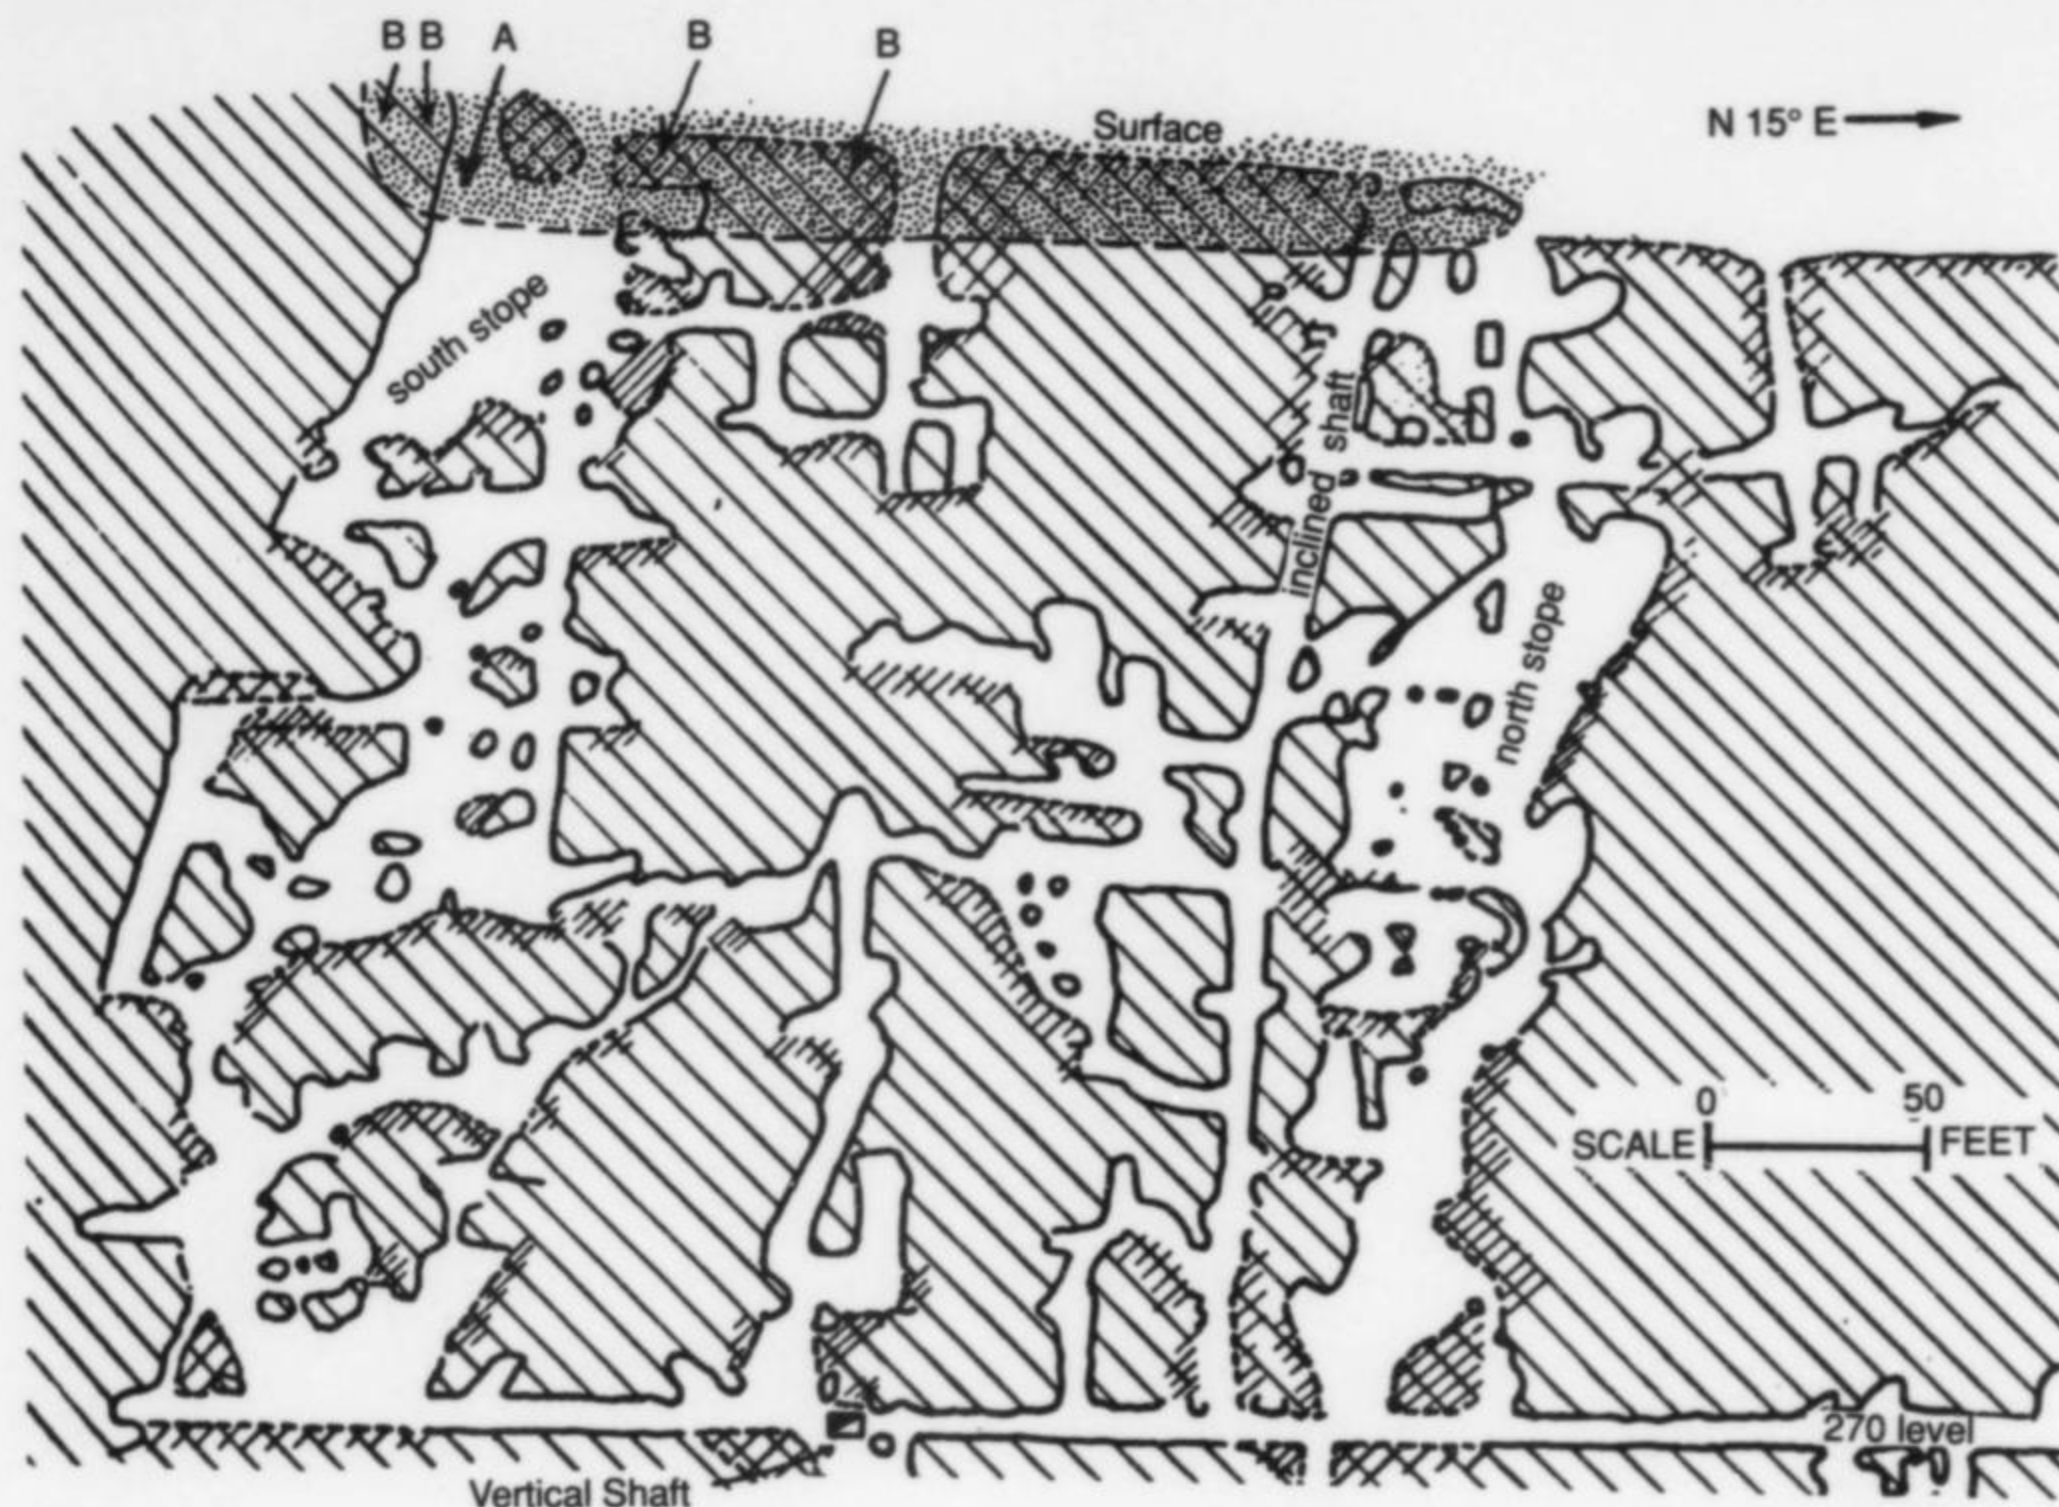 B B A B B
Surface
N 15° E
south stope
inclined shaft
north stope
0 50
SCALE FEET
270 level
Vertical Shaft